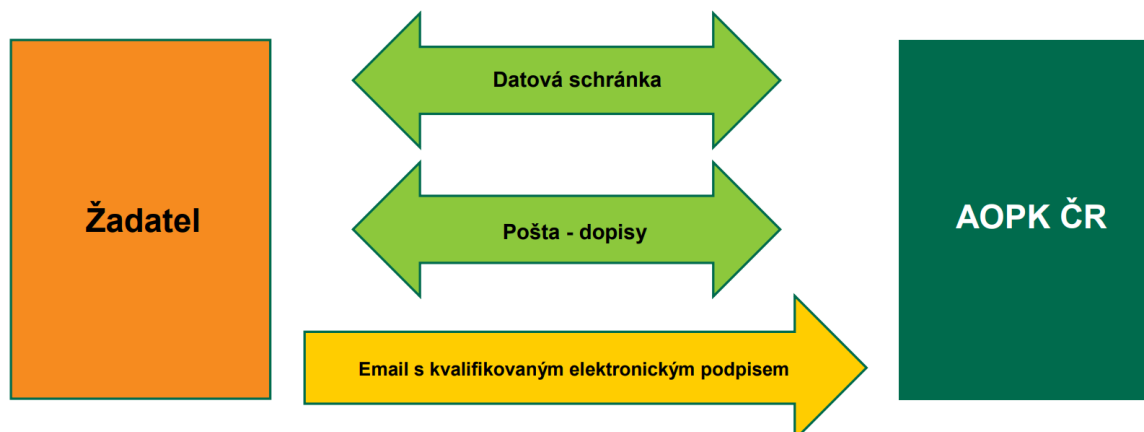 Datová schránka
Žadatel
AOPK ČR
Pošta - dopisy
Email s kvalifikovaným elektronickým podpisem